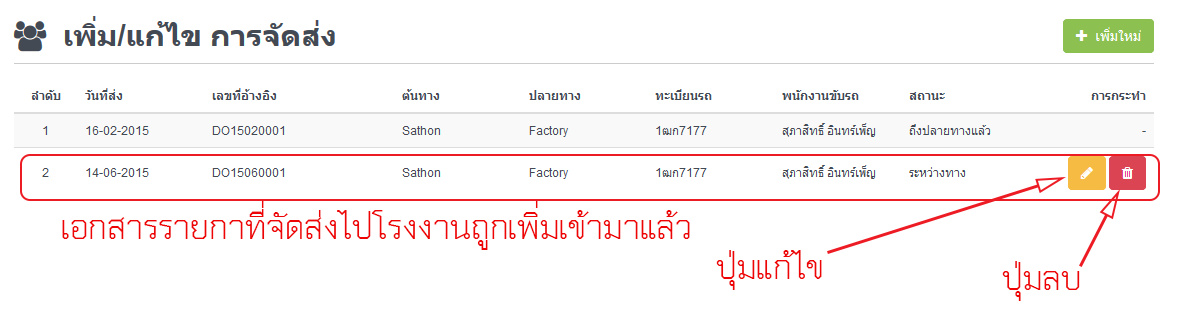 เพิ่ม/แก้ไข การจัดส่ง
เพิ่มใหม่
ลำดับ วันที่ส่ง เลขที่อ้างอิง ต้นทาง ปลายทาง ทะเบียนรถ พนักงานขับรถ สถานะ การกระทำ
1 16-02-2015 DO15020001 Sathon Factory 1ฒก7177 สุภาสิทธิ์ อินทร์เพ็ญ ถึงปลายทางแล้ว -
2 14-06-2015 DO15060001 Sathon Factory 1ฒก7177 สุภาสิทธิ์ อินทร์เพ็ญ ระหว่างทาง
เอกสารรายกาที่จัดส่งไปโรงงานถูกเพิ่มเข้ามาแล้ว
ปุ่มแก้ไข
ปุ่มลบ